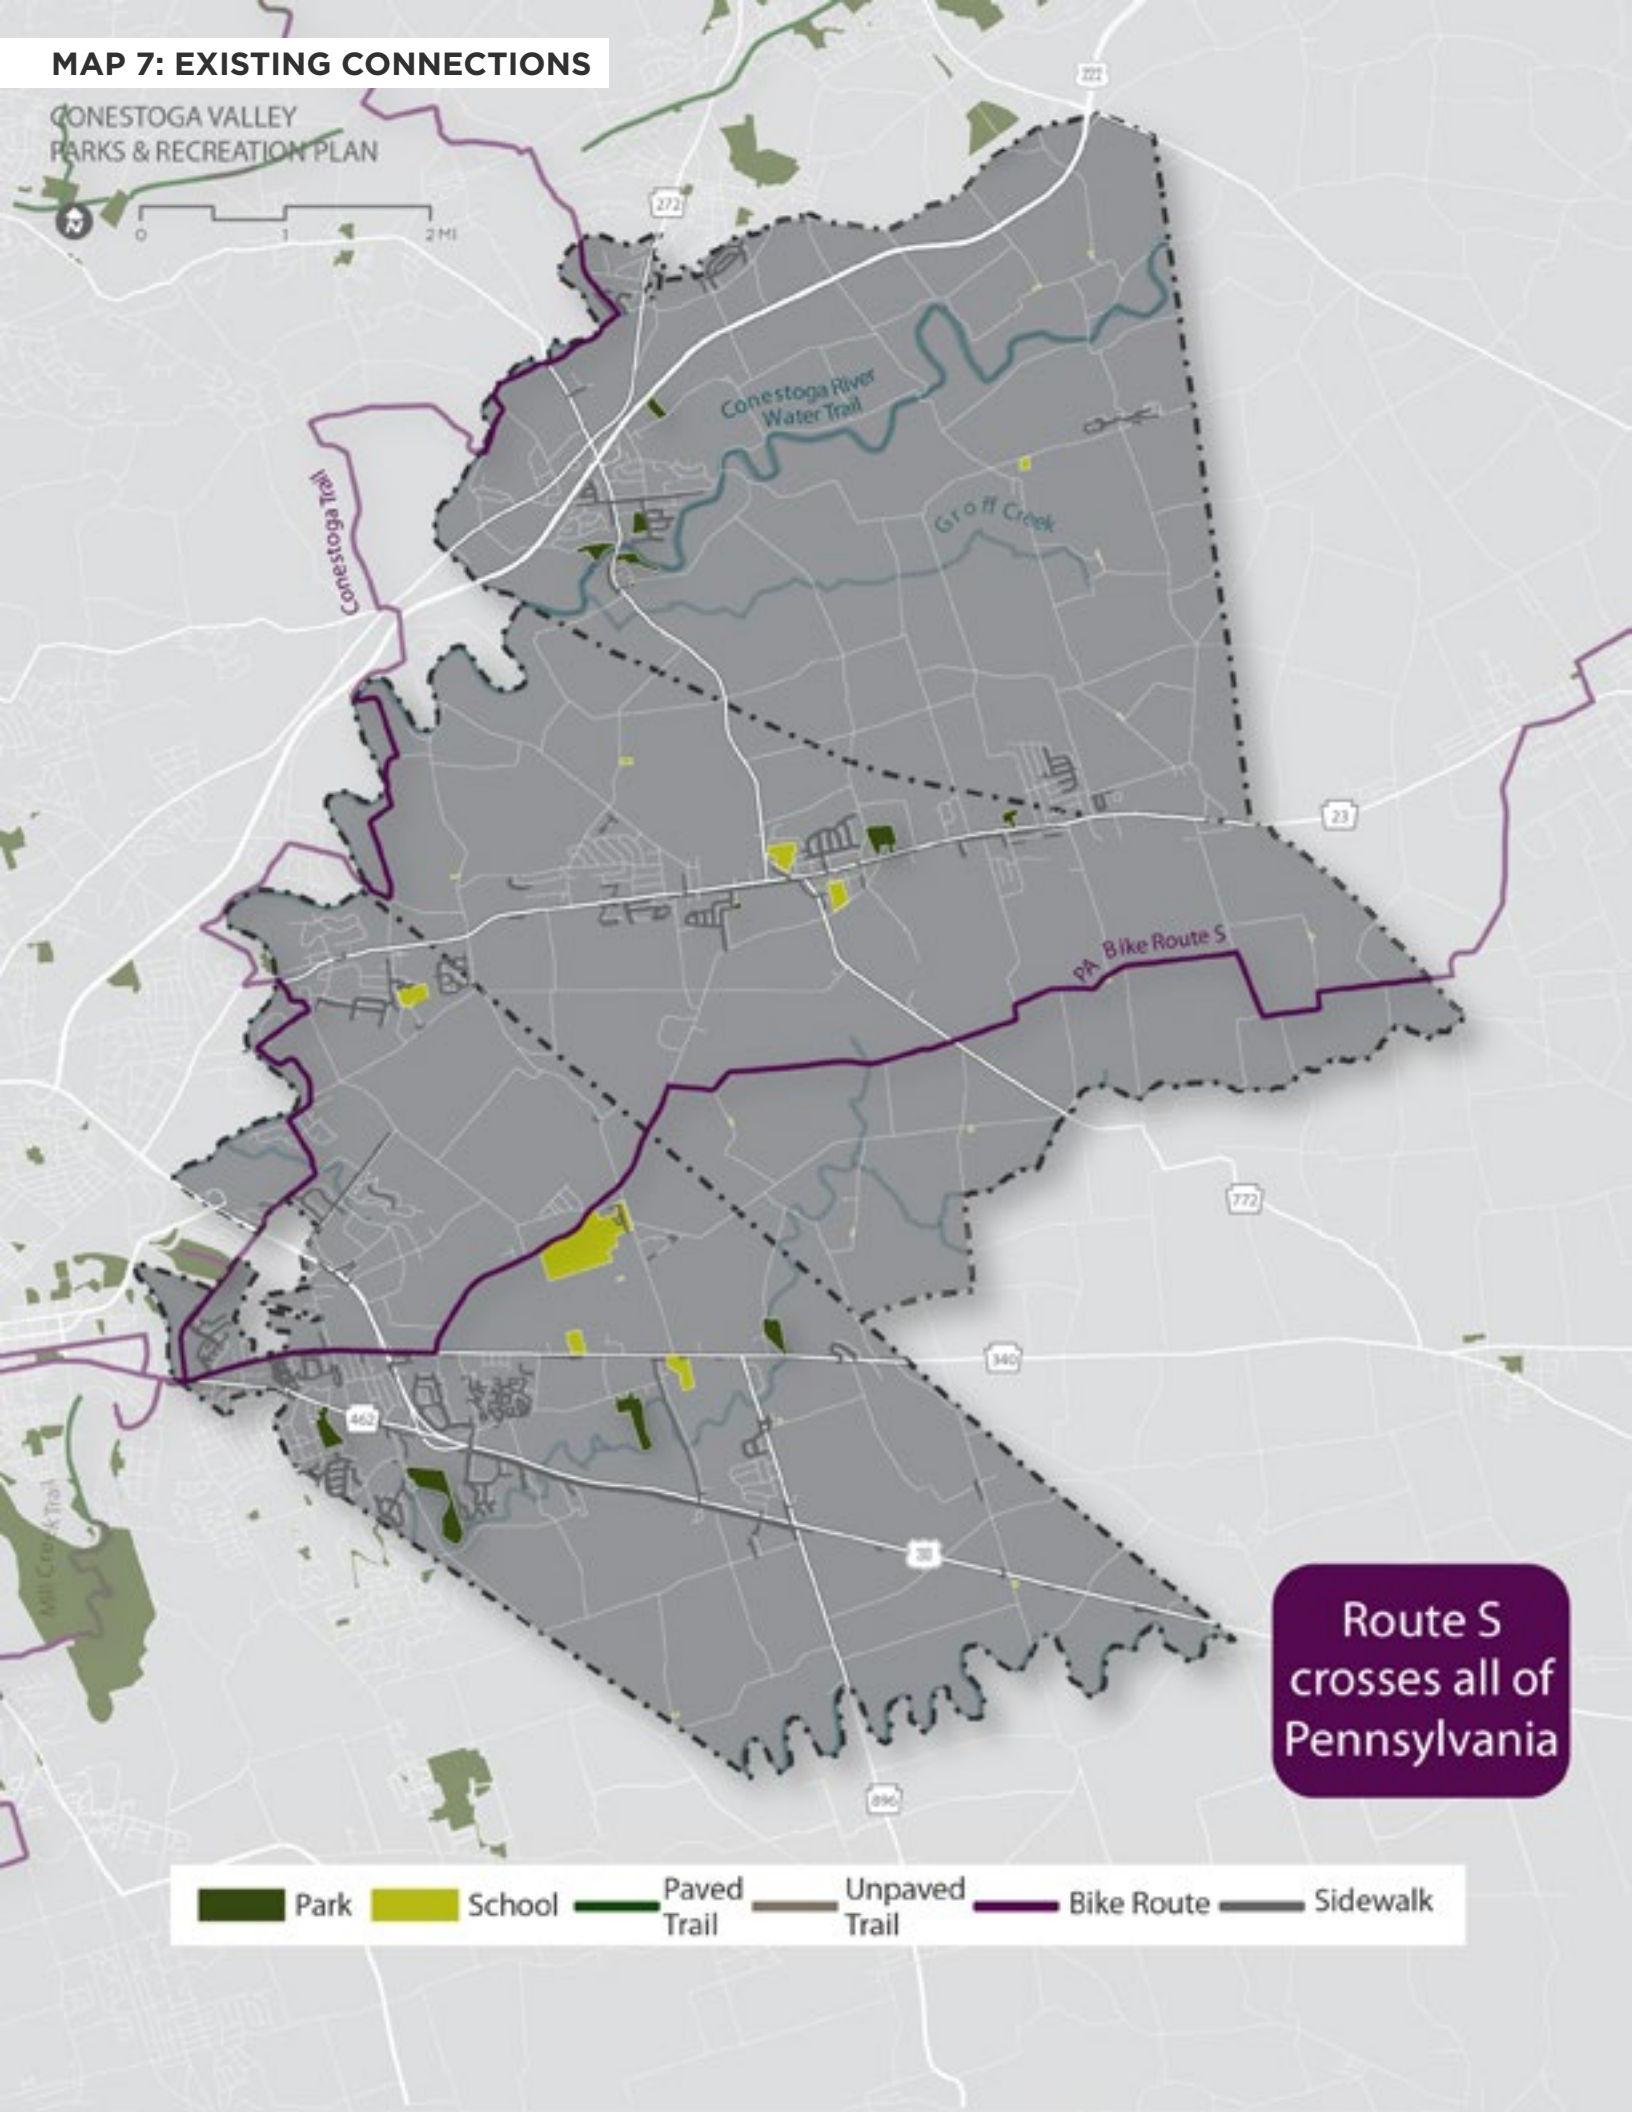 MAP 7: EXISTING CONNECTIONS
CONESTOGA VALLEY
PARKS & RECREATION PLAN
N
0 1 2 MI
222
272
Conestoga River
Water Trail
Conestoga Trail
Groff Creek
23
PA Bike Route S
772
340
462
30
Mill Creek Trail
896
Route S
crosses all of
Pennsylvania
Park
School
Paved
Trail
Unpaved
Trail
Bike Route
Sidewalk